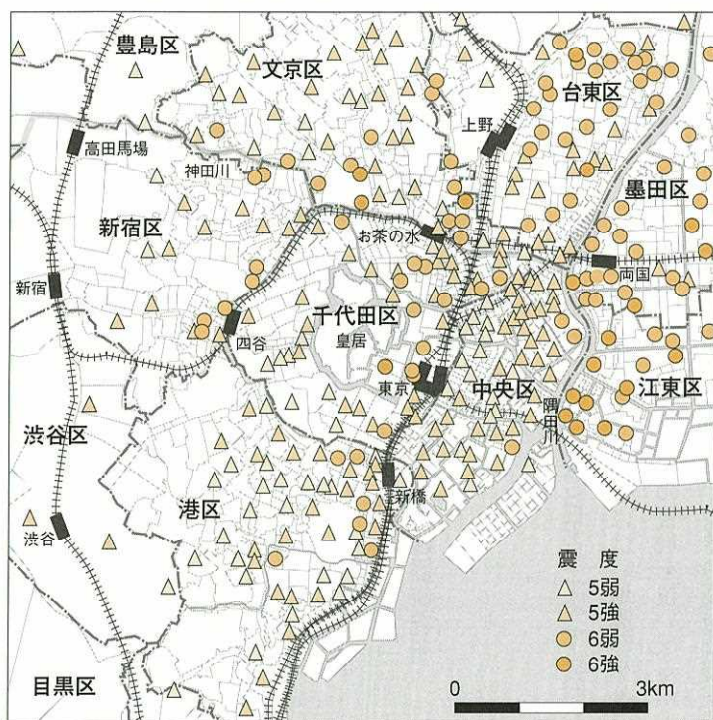 豊島区
文京区
台東区
上野
高田馬場
神田川
墨田区
新宿区
お茶の水
両国
新宿
千代田区
皇居
四谷
東京
中央区
隅田川
江東区
渋谷区
新橋
港区
渋谷
震 度
5弱
5強
6弱
6強
目黒区
0 3km